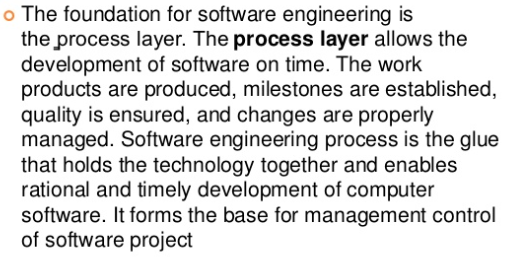 The foundation for software engineering is
the process layer. The process layer allows the
development of software on time. The work
products are produced, milestones are established,
quality is ensured, and changes are properly
managed. Software engineering process is the glue
that holds the technology together and enables
rational and timely development of computer
software. It forms the base for management control
of software project